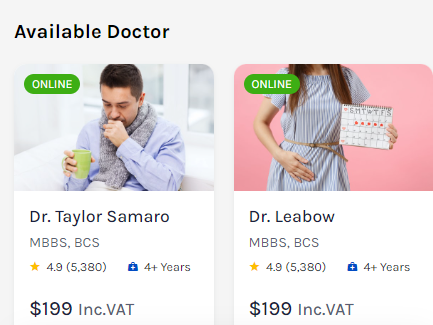 Available Doctor
ONLINE
Dr. Taylor Samaro
MBBS, BCS
4.9 (5,380) 4+ Years
$199 Inc.VAT
ONLINE
Dr. Leabow
MBBS, BCS
4.9 (5,380) 4+ Years
$199 Inc.VAT